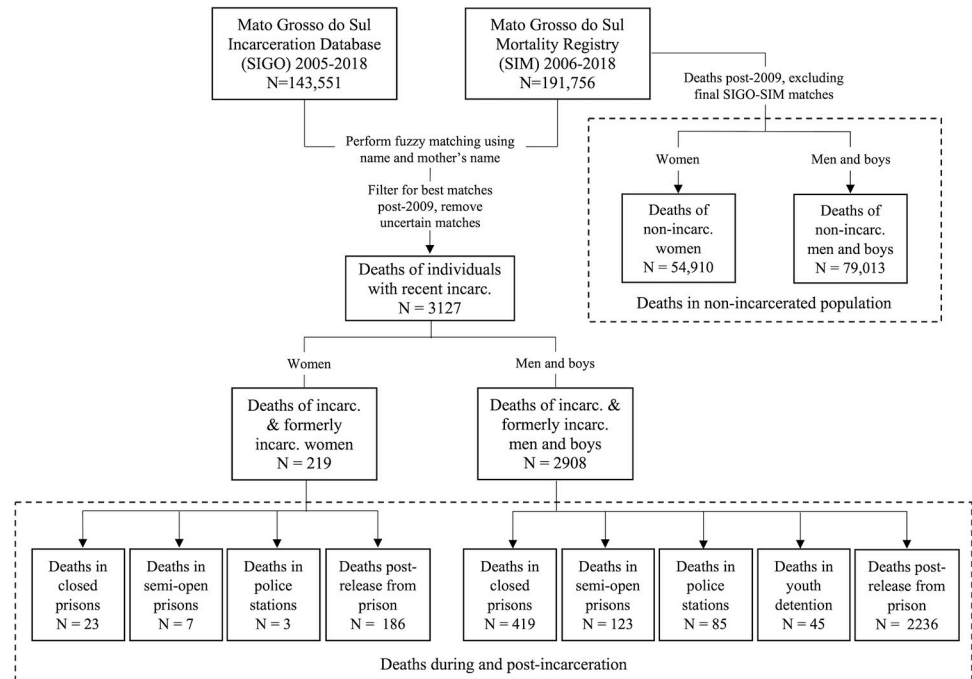 Mato Grosso do Sul
Incarceration Database
(SIGO) 2005-2018
N=143,551
Mato Grosso do Sul
Mortality Registry
(SIM) 2006-2018
N=191,756
Deaths post-2009, excluding
final SIGO-SIM matches
Perform fuzzy matching using
name and mother's name
Filter for best matches
post-2009, remove
uncertain matches
Women
Men and boys
Deaths of
non-incarc.
women
N = 54,910
Deaths of
non-incarc.
men and boys
N = 79,013
Deaths in non-incarcerated population
Deaths of individuals
with recent incarc.
N = 3127
Women
Men and boys
Deaths of incarc.
& formerly
incarc. women
N = 219
Deaths of incarc. &
formerly incarc.
men and boys
N = 2908
Deaths in
closed
prisons
N = 23
Deaths in
semi-open
prisons
N = 7
Deaths in
police
stations
N = 3
Deaths post-
release from
prison
N = 186
Deaths in
closed
prisons
N = 419
Deaths in
semi-open
prisons
N = 123
Deaths in
police
stations
N = 85
Deaths in
youth
detention
N = 45
Deaths post-
release from
prison
N = 2236
Deaths during and post-incarceration